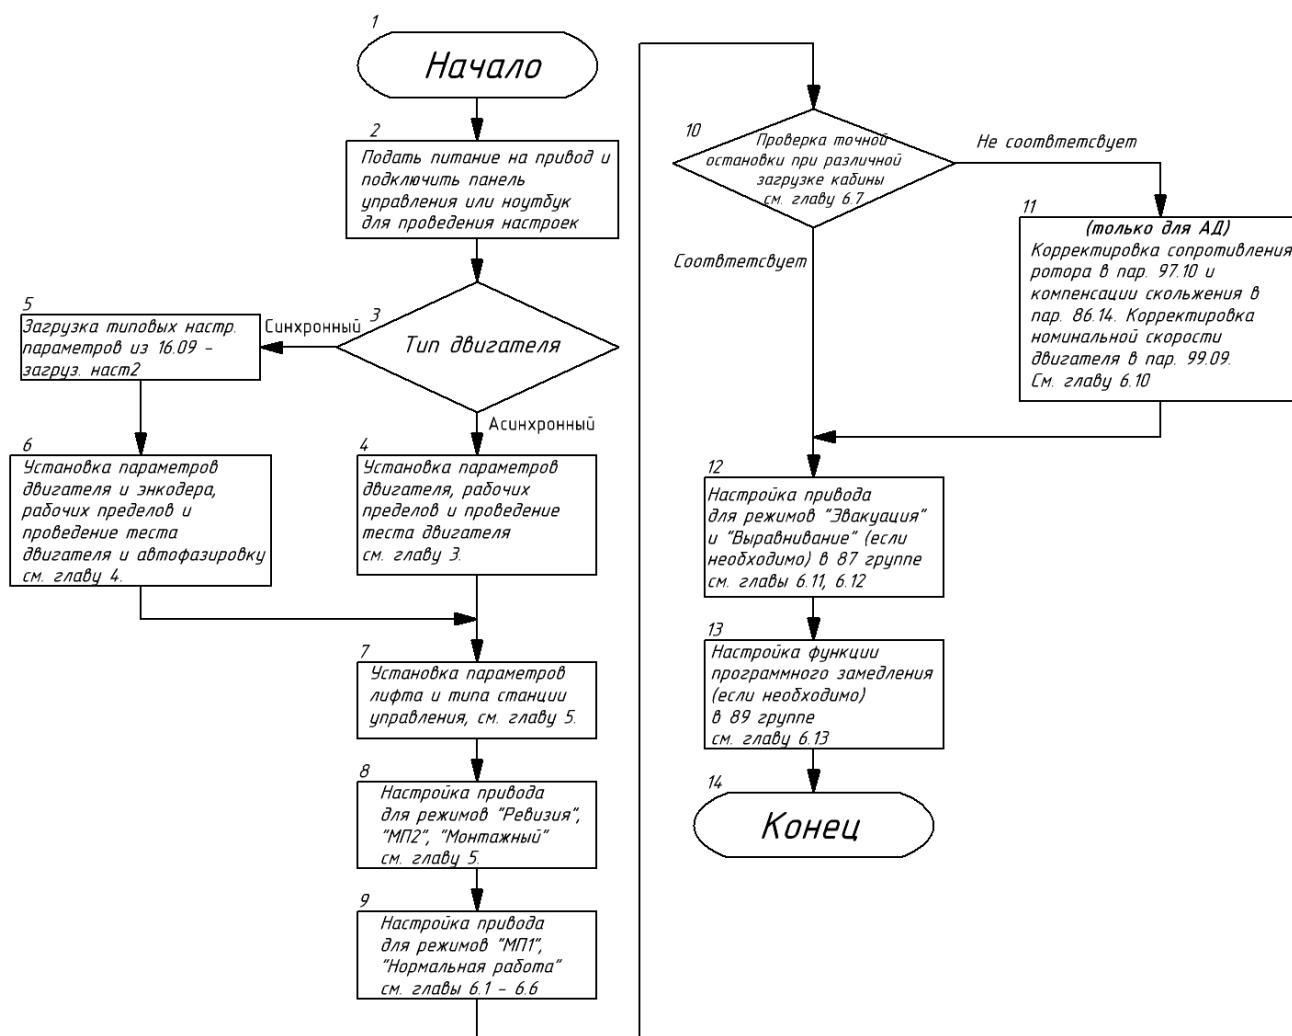 1
Начало
2
Подать питание на привод и
подключить панель
управления или ноутбук
для проведения настроек
3
Тип двигателя
Синхронный
Асинхронный
5
Загрузка типовых настр.
параметров из 16.09 -
загруз. наст2
6
Установка параметров
двигателя и энкодера,
рабочих пределов и
проведение теста
двигателя и автофазировку
см. главу 4.
4
Установка параметров
двигателя, рабочих
пределов и проведение
теста двигателя
см. главу 3.
7
Установка параметров
лифта и типа станции
управления, см. главу 5.
8
Настройка привода
для режимов "Ревизия",
"МП2", "Монтажный"
см. главу 5.
9
Настройка привода
для режимов "МП1",
"Нормальная работа"
см. главы 6.1 - 6.6
10
Проверка точной
остановки при различной
загрузке кабины
см. главу 6.7
Не соотвтетсвует
Соотвтетсвует
11
(только для АД)
Корректировка сопротивления
ротора в пар. 97.10 и
компенсации скольжения в
пар. 86.14. Корректировка
номинальной скорости
двигателя в пар. 99.09.
См. главу 6.10
12
Настройка привода
для режимов "Эвакуация"
и "Выравнивание" (если
необходимо) в 87 группе
см. главы 6.11, 6.12
13
Настройка функции
программного замедления
(если необходимо)
в 89 группе
см. главу 6.13
14
Конец